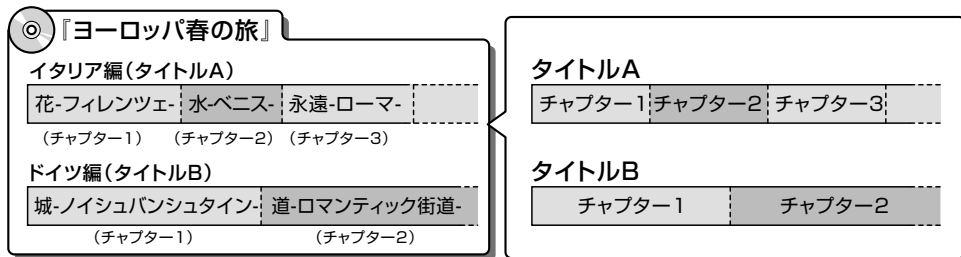 『ヨーロッパ春の旅』
イタリア編(タイトルA)
花-フィレンツェ- 水-ベニス- 永遠-ローマ-
(チャプター1) (チャプター2) (チャプター3)
ドイツ編(タイトルB)
城-ノイシュバンシュタイン- 道-ロマンティック街道-
(チャプター1) (チャプター2)
タイトルA
チャプター1 チャプター2 チャプター3
タイトルB
チャプター1 チャプター2